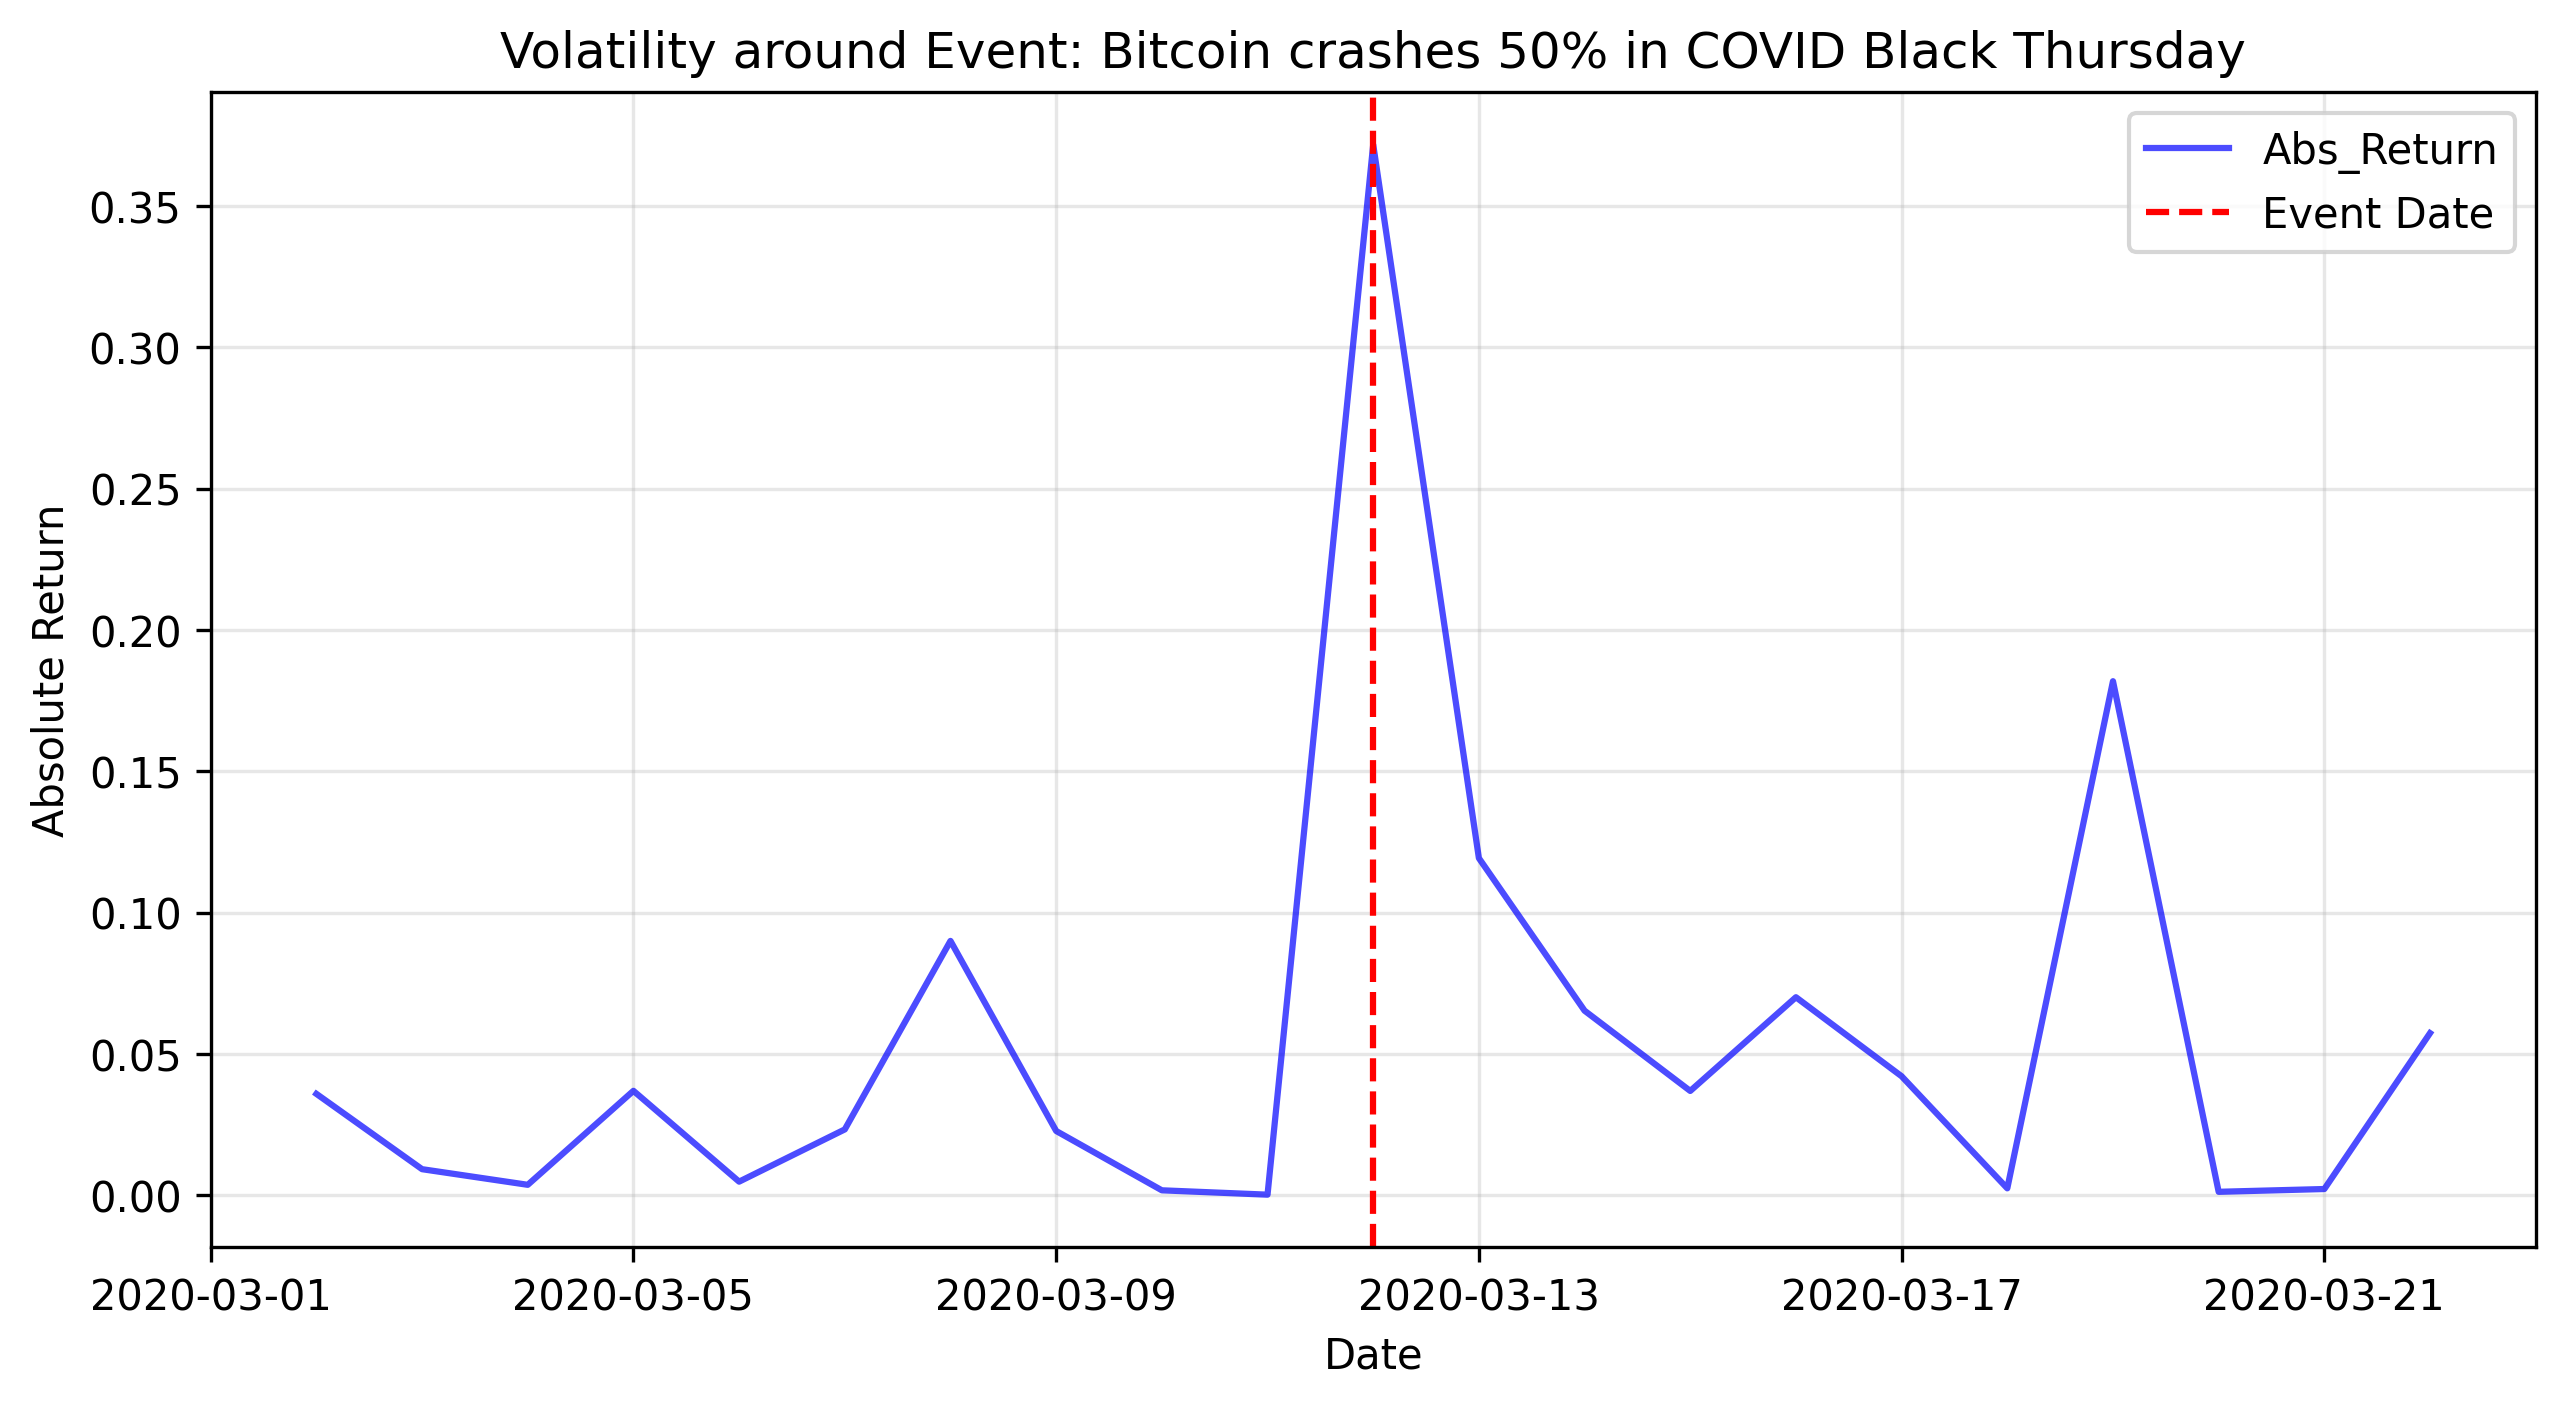 Volatility around Event: Bitcoin crashes 50% in COVID Black Thursday
Abs_Return
Event Date
Absolute Return
0.35
0.30
0.25
0.20
0.15
0.10
0.05
0.00
2020-03-01 2020-03-05 2020-03-09 2020-03-13 2020-03-17 2020-03-21
Date